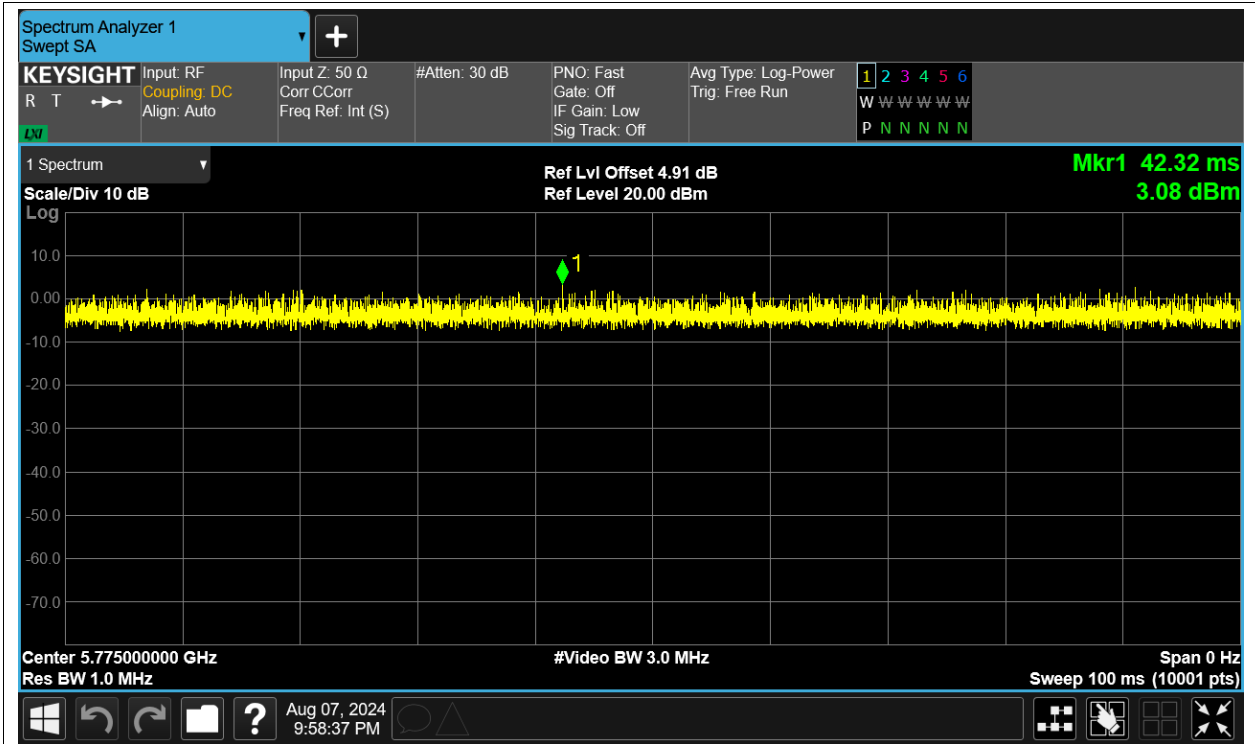 Spectrum Analyzer 1
Swept SA
KEYSIGHT
R T
LXI
Input: RF
Coupling: DC
Align: Auto
Input Z: 50 Ω
Corr CCorr
Freq Ref: Int (S)
#Atten: 30 dB
PNO: Fast
Gate: Off
IF Gain: Low
Sig Track: Off
Avg Type: Log-Power
Trig: Free Run
1 2 3 4 5 6
W W W W W W
P N N N N N
1 Spectrum
Scale/Div 10 dB
Log
Ref Lvl Offset 4.91 dB
Ref Level 20.00 dBm
Mkr1 42.32 ms
3.08 dBm
10.0
1
0.00
-10.0
-20.0
-30.0
-40.0
-50.0
-60.0
-70.0
Center 5.775000000 GHz
#Video BW 3.0 MHz
Span 0 Hz
Res BW 1.0 MHz
Sweep 100 ms (10001 pts)
?
Aug 07, 2024
9:58:37 PM